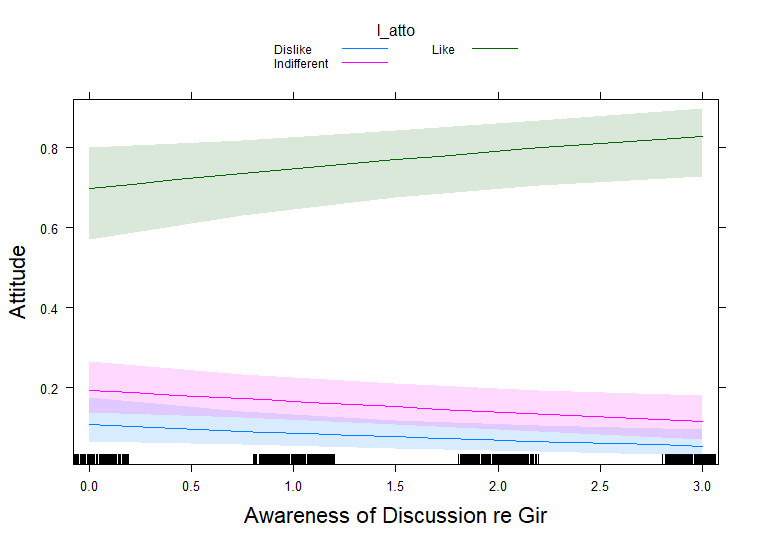 l_atto
Dislike
Like
Indifferent
0.8
0.6
0.4
0.2
Attitude
0.0
0.5
1.0
1.5
2.0
2.5
3.0
Awareness of Discussion re Gir